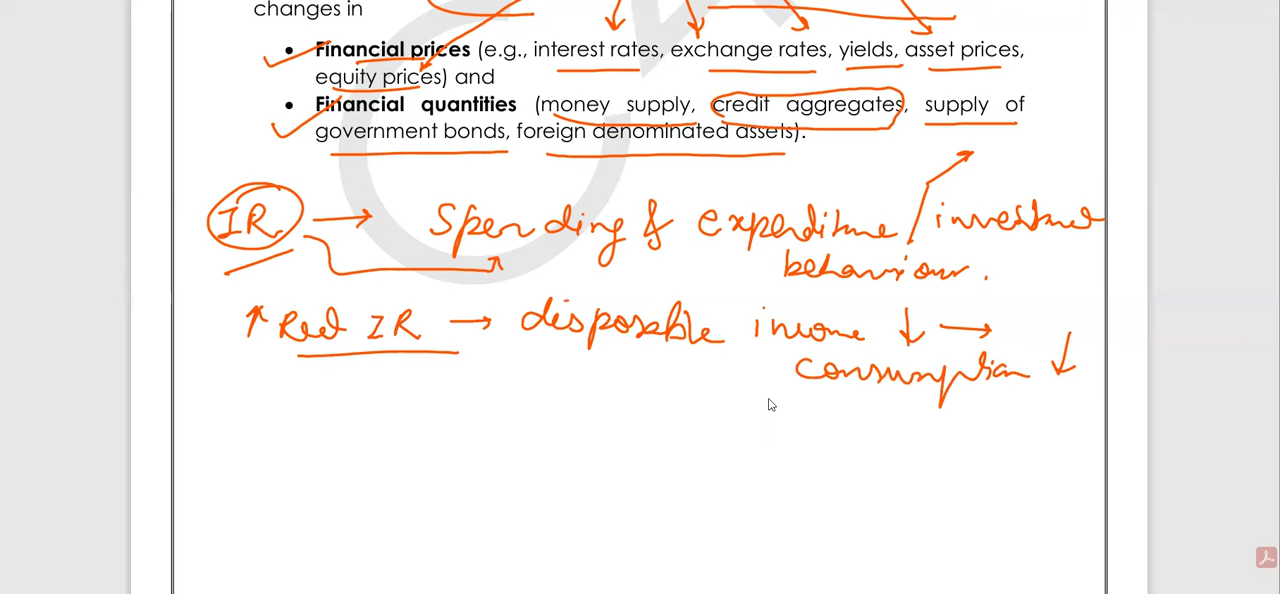 changes in
• Financial prices (e.g., interest rates, exchange rates, yields, asset prices,
equity prices) and
• Financial quantities (money supply, credit aggregates, supply of
government bonds, foreign denominated assets).
IR → Spending & expenditure / investment
behaviour.
↑ Real IR → disposable income ↓ →
consumption ↓